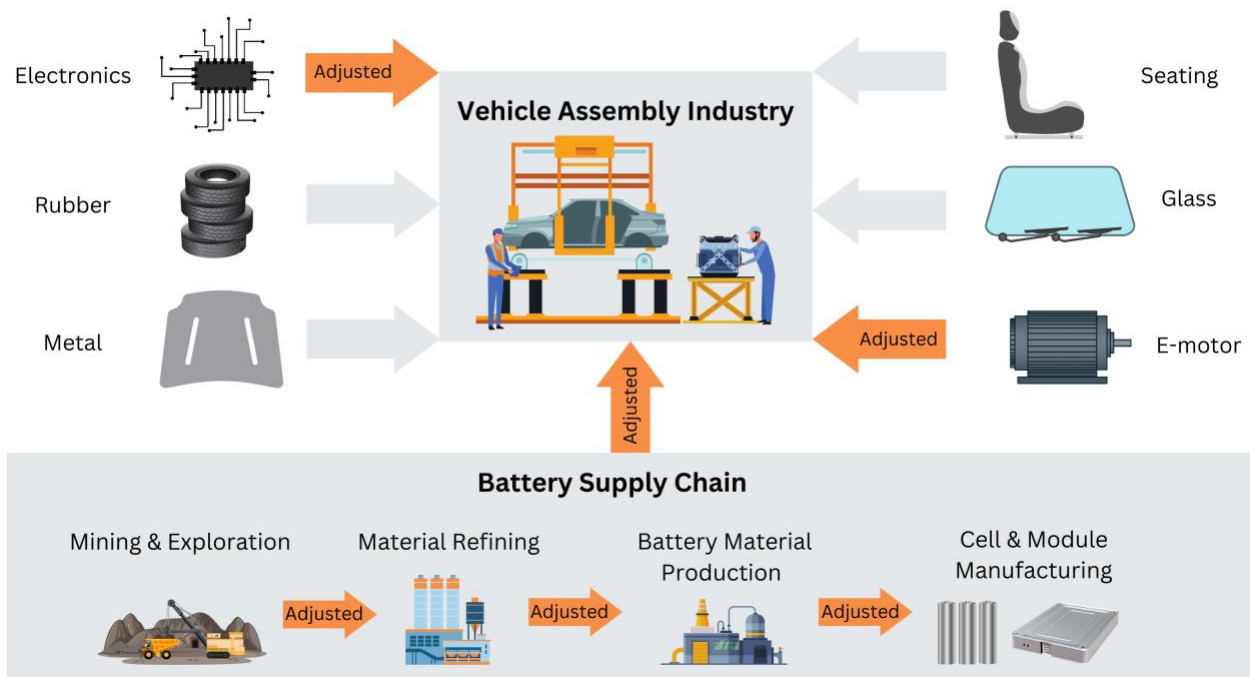 Electronics
Adjusted
Vehicle Assembly Industry
Seating
Rubber
Glass
Metal
Adjusted
E-motor
Adjusted
Battery Supply Chain
Mining & Exploration
Adjusted
Material Refining
Adjusted
Battery Material
Production
Adjusted
Cell & Module
Manufacturing